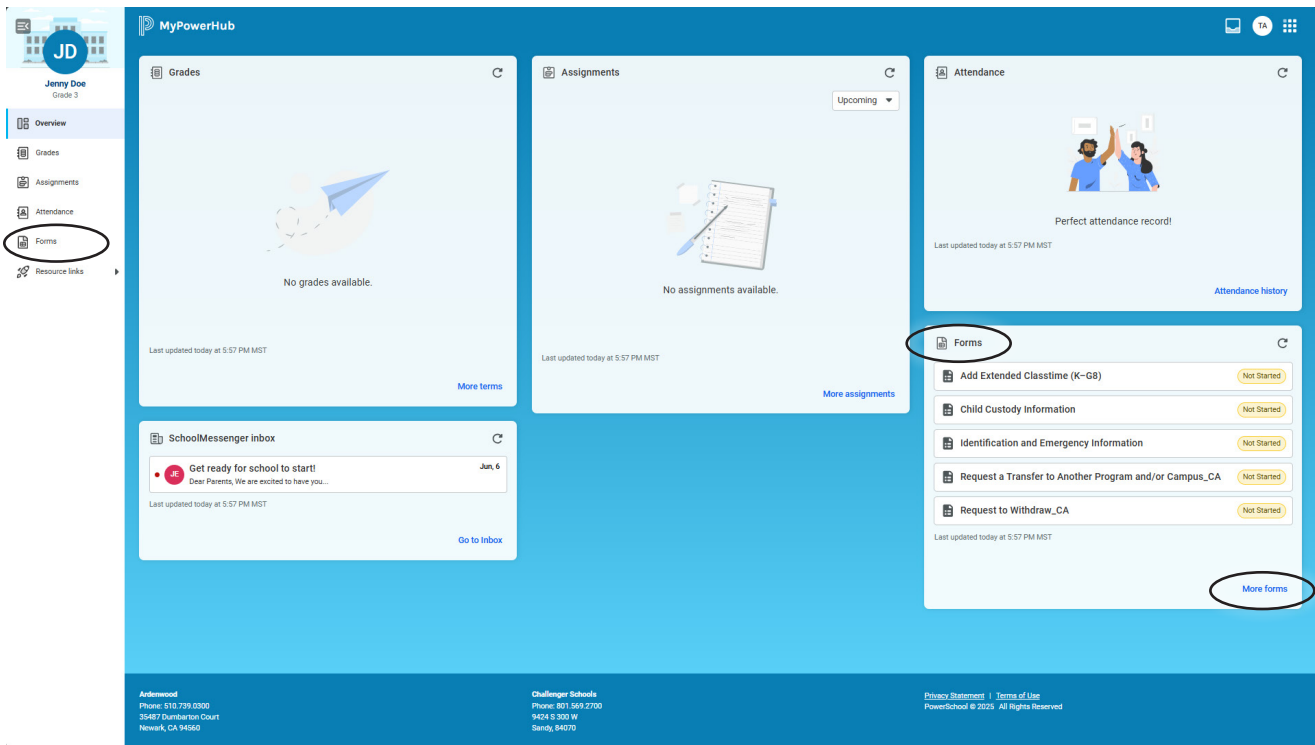 JD
Jenny Doe
Grade 3
Overview
Grades
Assignments
Attendance
Forms
Resource links
MyPowerHub
TA
Grades
No grades available.
Last updated today at 5:57 PM MST
More terms
Assignments
Upcoming
No assignments available.
Last updated today at 5:57 PM MST
More assignments
Attendance
Perfect attendance record!
Last updated today at 5:57 PM MST
Attendance history
SchoolMessenger inbox
JE
Get ready for school to start!
Jun, 6
Dear Parents, We are excited to have you...
Last updated today at 5:57 PM MST
Go to Inbox
Forms
Add Extended Classtime (K–G8) Not Started
Child Custody Information Not Started
Identification and Emergency Information Not Started
Request a Transfer to Another Program and/or Campus_CA Not Started
Request to Withdraw_CA Not Started
Last updated today at 5:57 PM MST
More forms
Ardenwood
Phone: 510.739.0300
35487 Dumbarton Court
Newark, CA 94560
Challenger Schools
Phone: 801.569.2700
9424 S 300 W
Sandy, 84070
Privacy Statement | Terms of Use
PowerSchool © 2025 All Rights Reserved